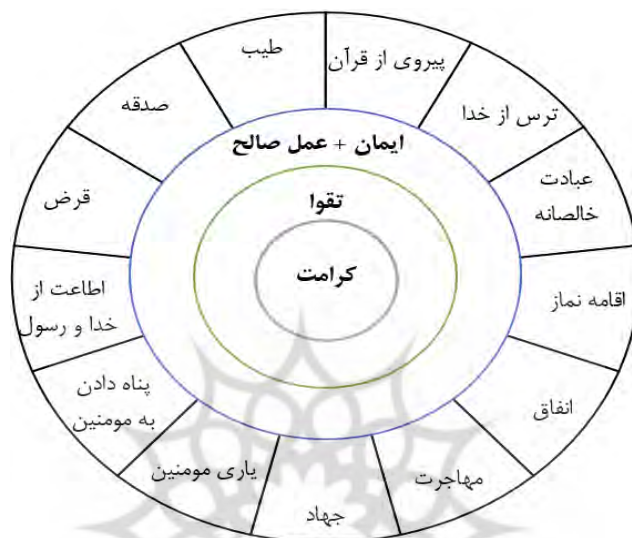 طیب
پیروی از قرآن
ترس از خدا
عبادت
خالصانه
اقامه نماز
انفاق
مهاجرت
جهاد
یاری مومنین
پناه دادن
به مومنین
اطاعت از
خدا و رسول
قرض
صدقه
ایمان + عمل صالح
تقوا
کرامت